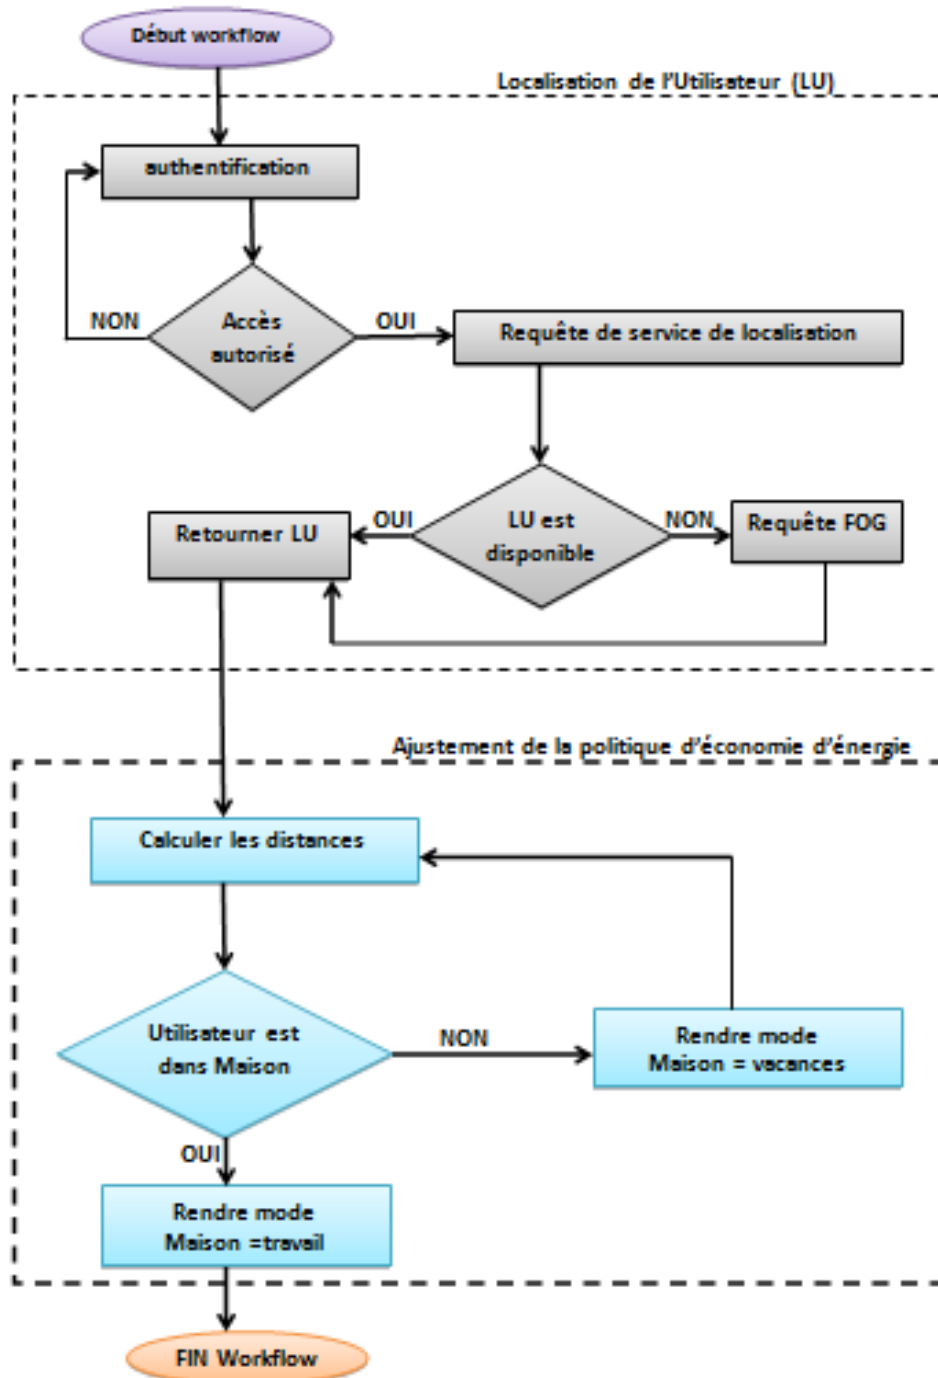 Début workflow
Localisation de l'Utilisateur (LU)
authentification
Accès
autorisé
NON
OUI
Requête de service de localisation
LU est
disponible
OUI
NON
Retourner LU
Requête FOG
Ajustement de la politique d'économie d'énergie
Calculer les distances
Utilisateur est
dans Maison
NON
Rendre mode
Maison = vacances
OUI
Rendre mode
Maison =travail
FIN Workflow